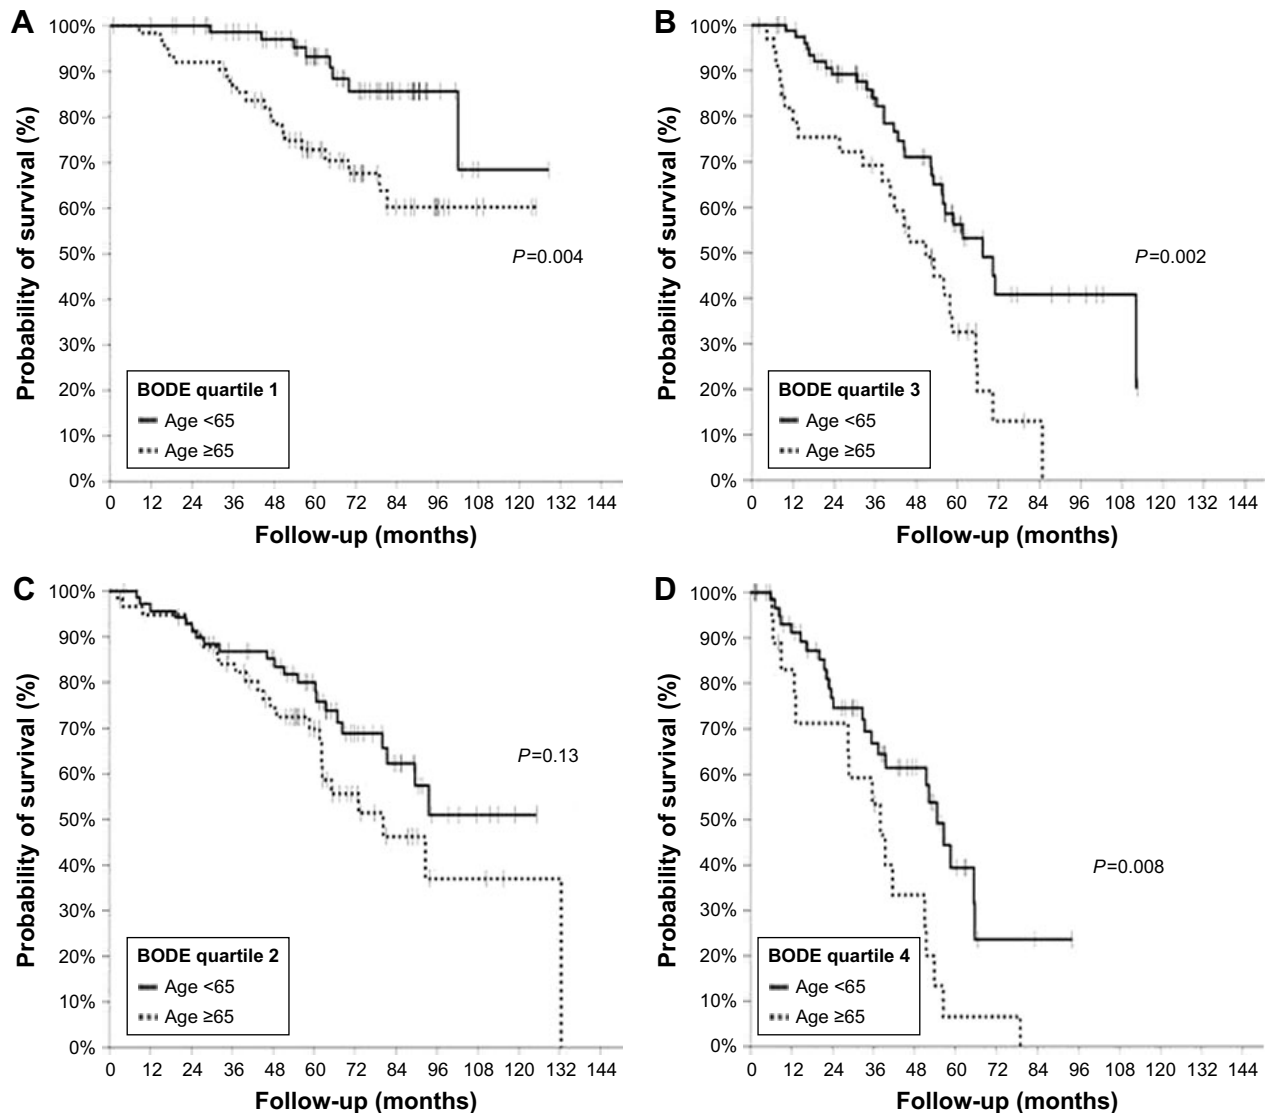 A
Probability of survival (%)
100%
90%
80%
70%
60%
50%
40%
30%
20%
10%
0%
P=0.004
BODE quartile 1
Age <65
Age ≥65
0 12 24 36 48 60 72 84 96 108 120 132 144
Follow-up (months)
B
Probability of survival (%)
100%
90%
80%
70%
60%
50%
40%
30%
20%
10%
0%
P=0.002
BODE quartile 3
Age <65
Age ≥65
0 12 24 36 48 60 72 84 96 108 120 132 144
Follow-up (months)
C
Probability of survival (%)
100%
90%
80%
70%
60%
50%
40%
30%
20%
10%
0%
P=0.13
BODE quartile 2
Age <65
Age ≥65
0 12 24 36 48 60 72 84 96 108 120 132 144
Follow-up (months)
D
Probability of survival (%)
100%
90%
80%
70%
60%
50%
40%
30%
20%
10%
0%
P=0.008
BODE quartile 4
Age <65
Age ≥65
0 12 24 36 48 60 72 84 96 108 120 132 144
Follow-up (months)